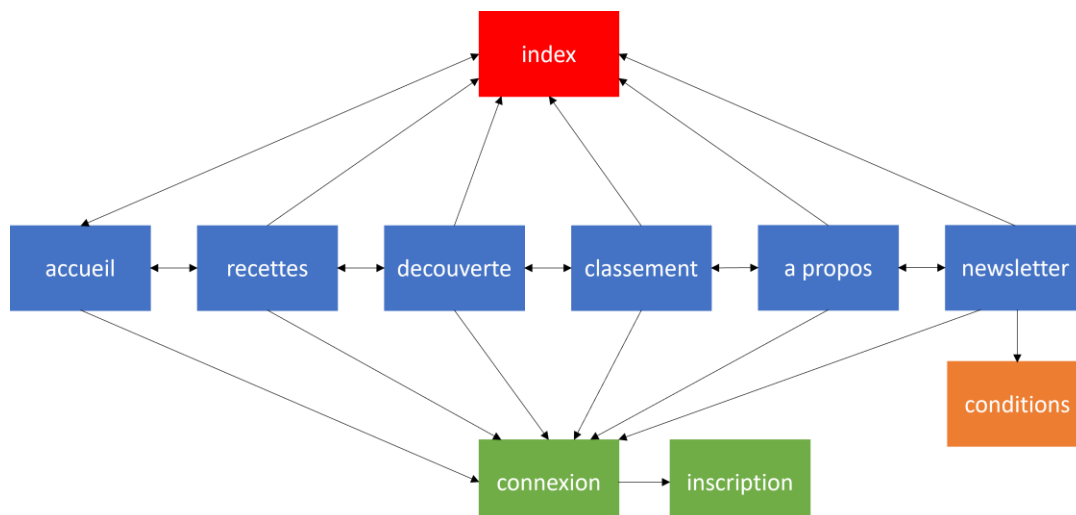 index
accueil
recettes
decouverte
classement
a propos
newsletter
conditions
connexion
inscription